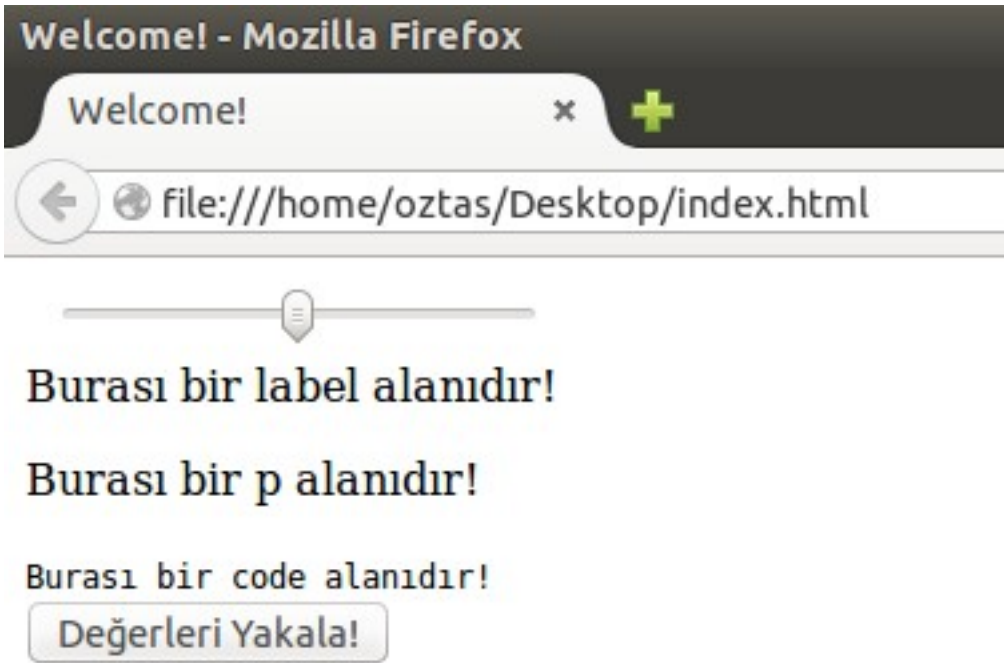 Welcome! - Mozilla Firefox
Welcome!
file:///home/oztas/Desktop/index.html
Burası bir label alanıdır!
Burası bir p alanıdır!
Burası bir code alanıdır!
Değerleri Yakala!